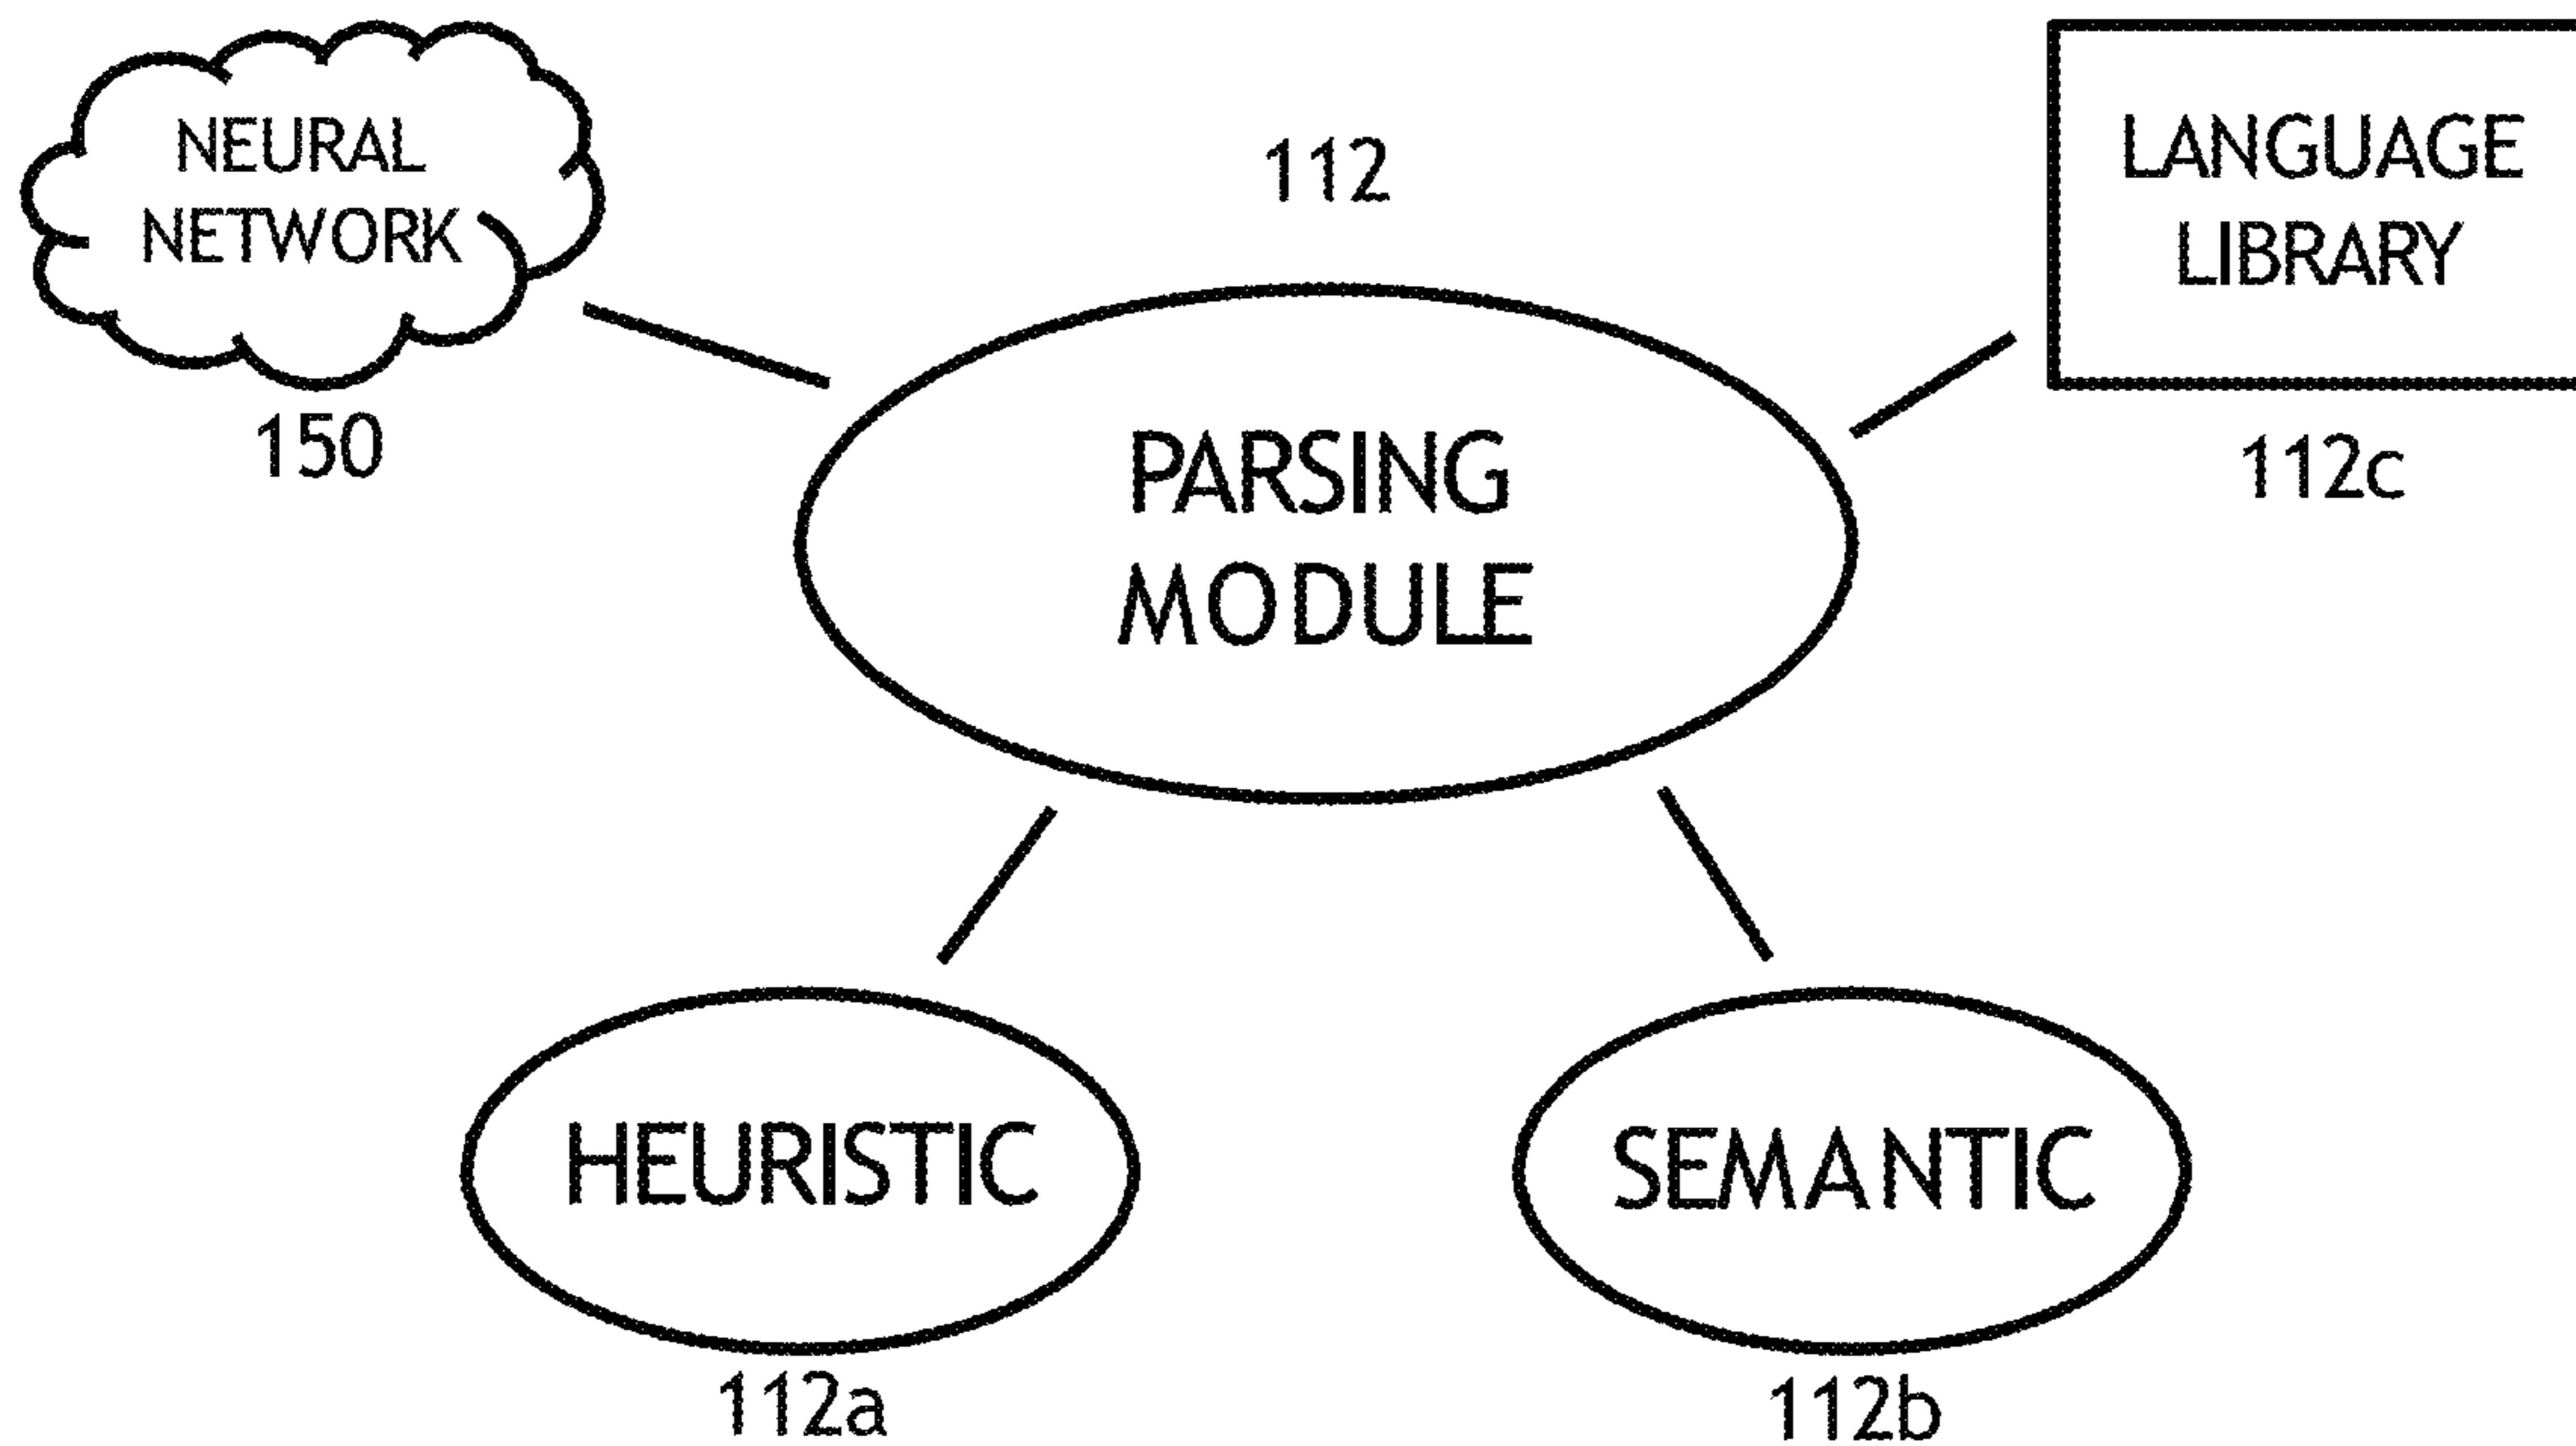 NEURAL
NETWORK
150
112
LANGUAGE
LIBRARY
112c
PARSING
MODULE
HEURISTIC
112a
SEMANTIC
112b